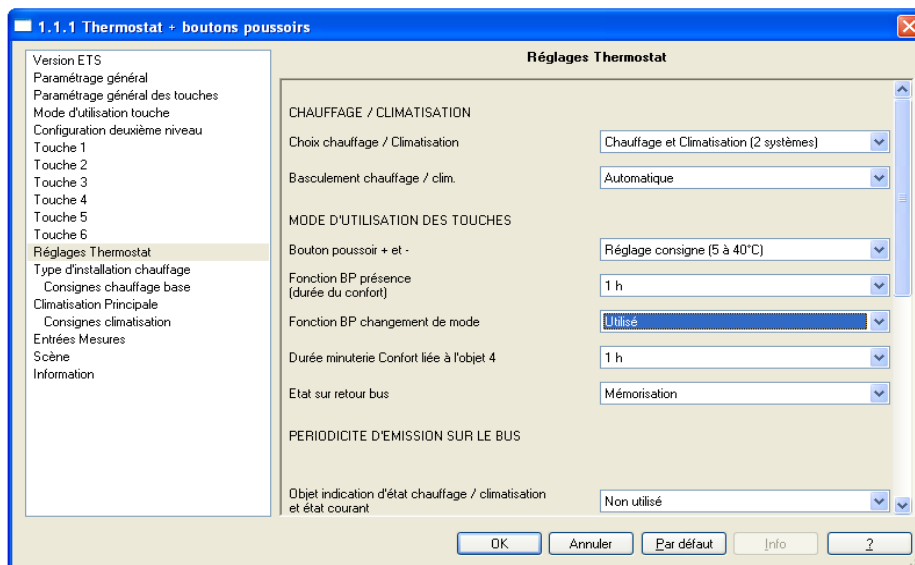 1.1.1 Thermostat + boutons poussoirs
Version ETS
Paramétrage général
Paramétrage général des touches
Mode d'utilisation touche
Configuration deuxième niveau
Touche 1
Touche 2
Touche 3
Touche 4
Touche 5
Touche 6
Réglages Thermostat
Type d'installation chauffage
Consignes chauffage base
Climatisation Principale
Consignes climatisation
Entrées Mesures
Scène
Information
Réglages Thermostat
CHAUFFAGE / CLIMATISATION
Choix chauffage / Climatisation
Chauffage et Climatisation (2 systèmes)
Basculement chauffage / clim.
Automatique
MODE D'UTILISATION DES TOUCHES
Bouton poussoir + et -
Réglage consigne (5 à 40°C)
Fonction BP présence
(durée du confort)
1 h
Fonction BP changement de mode
Utilisé
Durée minuterie Confort liée à l'objet 4
1 h
Etat sur retour bus
Mémorisation
PERIODICITE D'EMISSION SUR LE BUS
Objet indication d'état chauffage / climatisation
et état courant
Non utilisé
OK
Annuler
Par défaut
Info
?